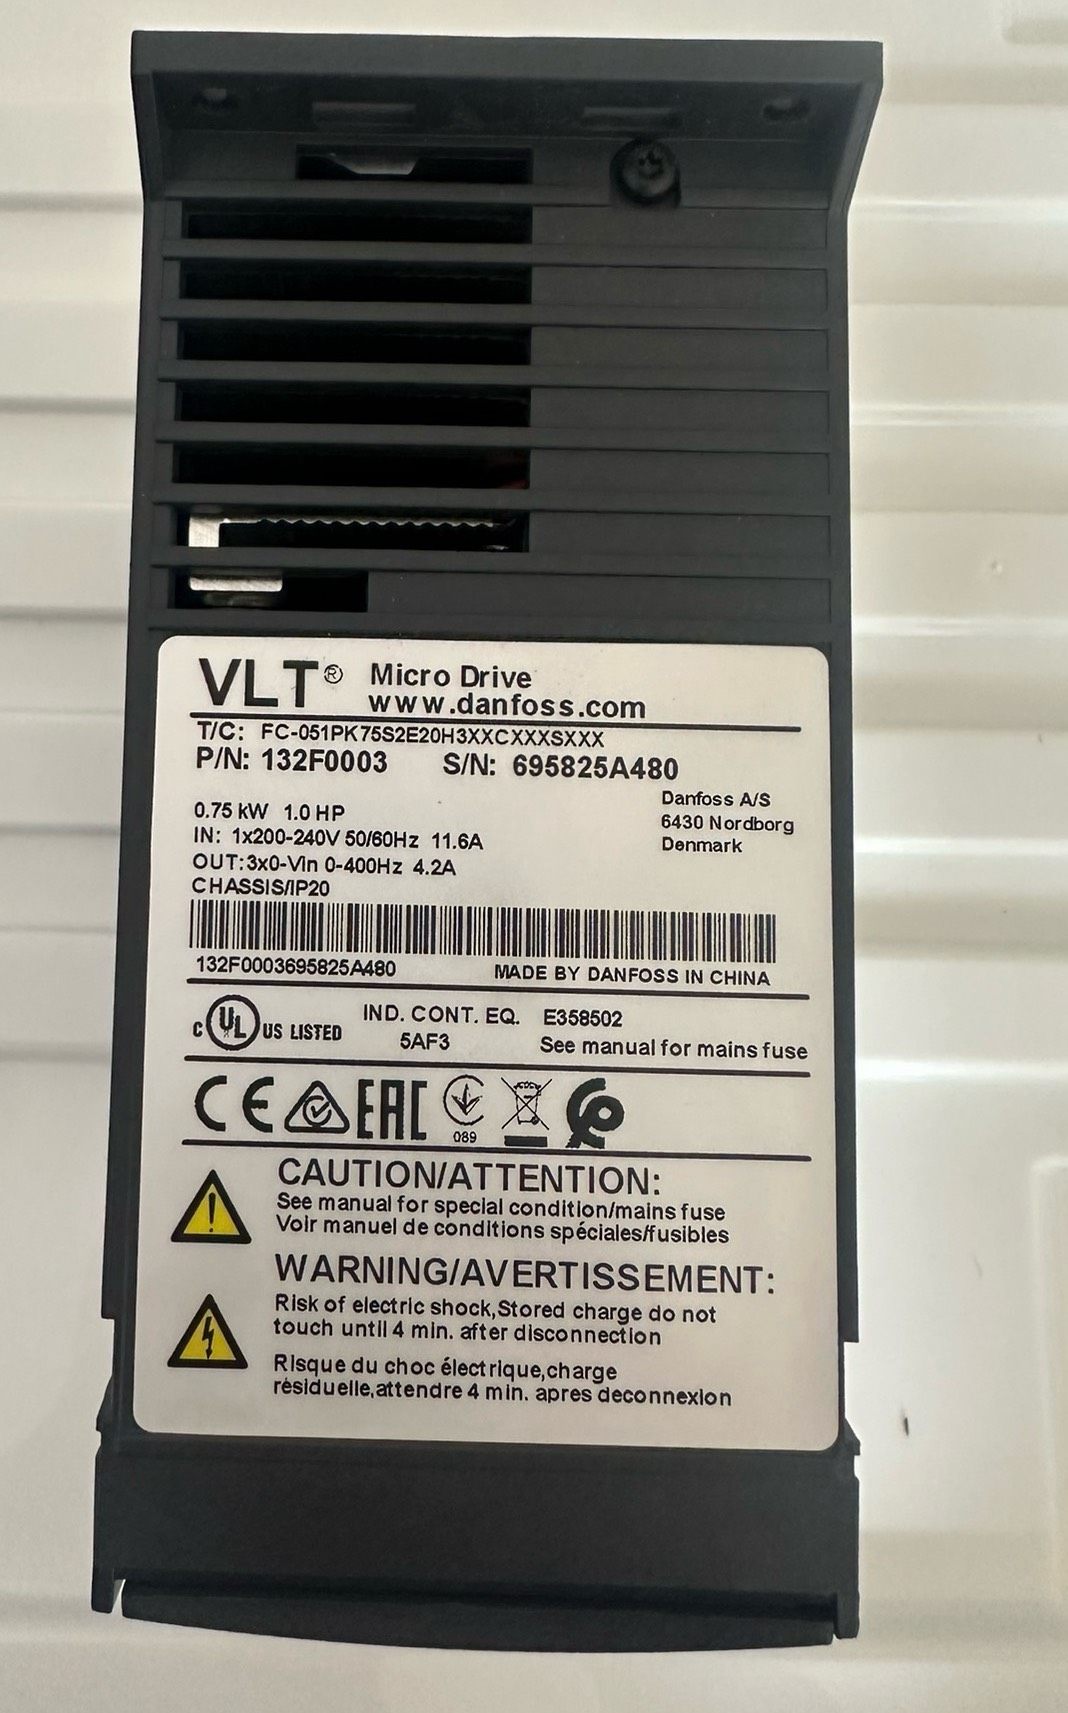 VLT® Micro Drive
www.danfoss.com
T/C: FC-051PK75S2E20H3XXCXXXSXXX
P/N: 132F0003 S/N: 695825A480
Danfoss A/S
6430 Nordborg
Denmark
0.75 kW 1.0 HP
IN: 1x200-240V 50/60Hz 11.6A
OUT:3x0-Vin 0-400Hz 4.2A
CHASSIS/IP20
132F0003695825A480 MADE BY DANFOSS IN CHINA
C UL US LISTED IND. CONT. EQ. E358502
5AF3 See manual for mains fuse
CE EAC
089
CAUTION/ATTENTION:
See manual for special condition/mains fuse
Voir manuel de conditions spéciales/fusibles
WARNING/AVERTISSEMENT:
Risk of electric shock,Stored charge do not
touch until 4 min. after disconnection
Risque du choc électrique,charge
résiduelle,attendre 4 min. apres deconnexion